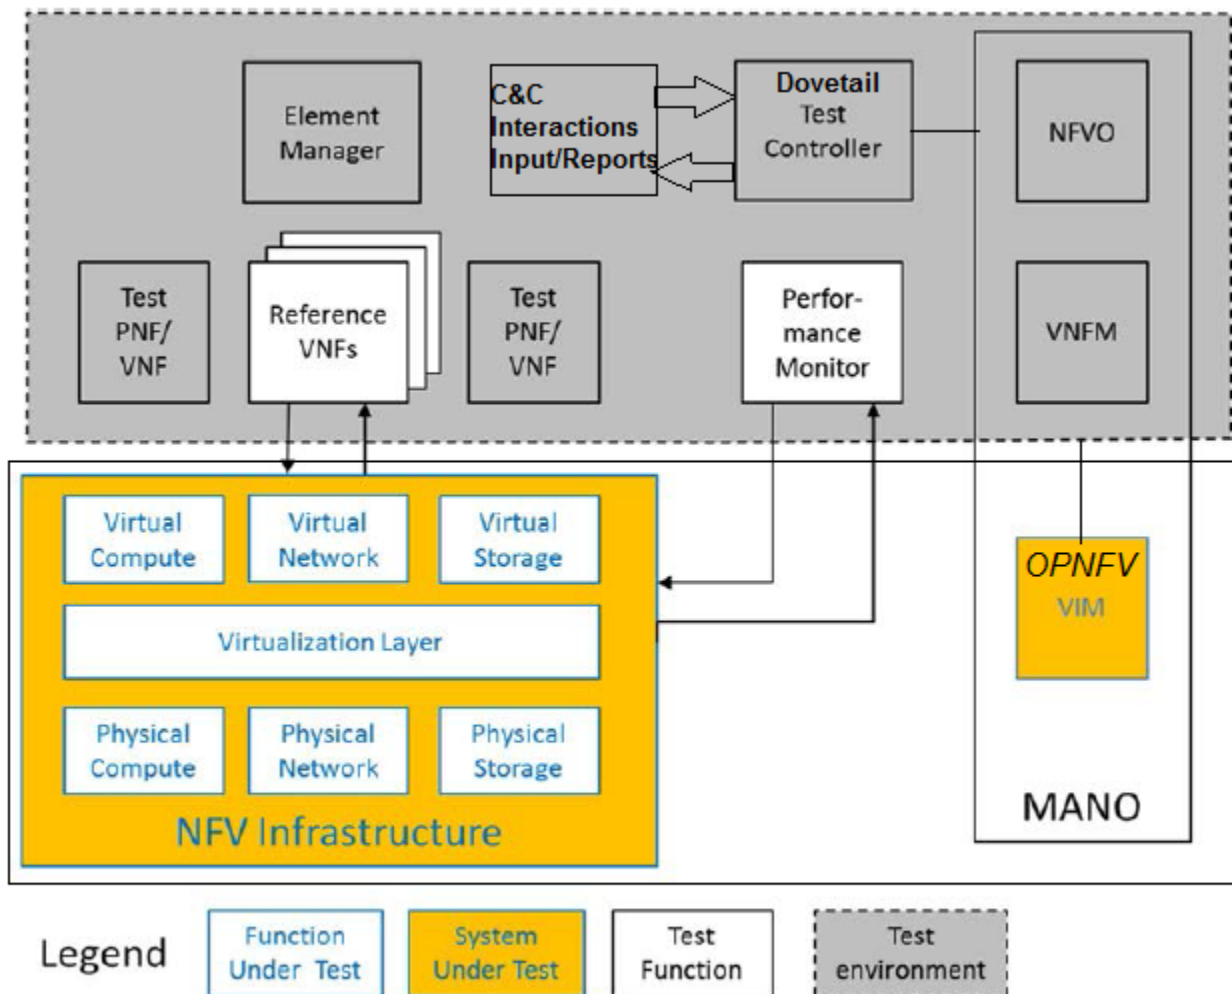 Element
Manager
C&C
Interactions
Input/Reports
Dovetail
Test
Controller
NFVO
Test
PNF/
VNF
Reference
VNFs
Test
PNF/
VNF
Perfor-
mance
Monitor
VNFM
Virtual
Compute
Virtual
Network
Virtual
Storage
OPNFV
VIM
Virtualization Layer
Physical
Compute
Physical
Network
Physical
Storage
NFV Infrastructure
MANO
Legend
Function
Under Test
System
Under Test
Test
Function
Test
environment